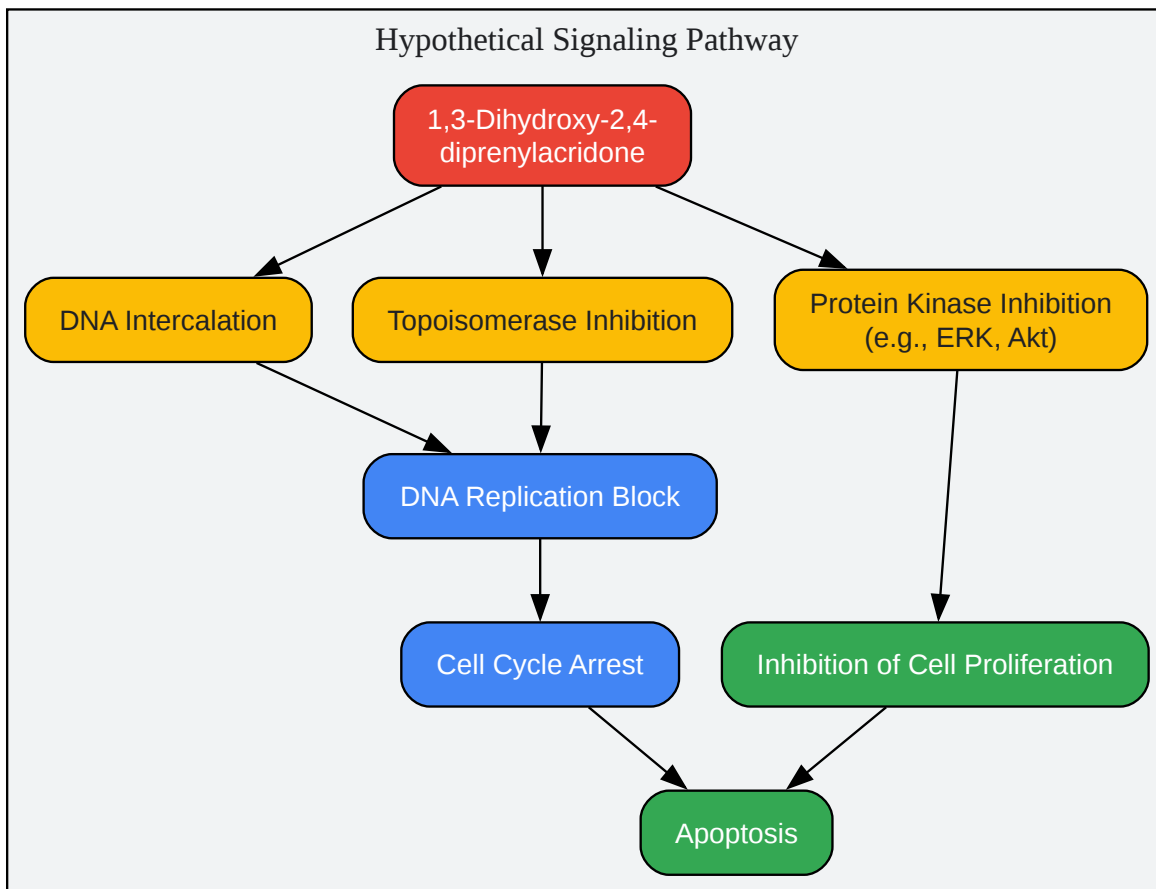 Hypothetical Signaling Pathway
1,3-Dihydroxy-2,4-
diprenylacridone
DNA Intercalation
Topoisomerase Inhibition
Protein Kinase Inhibition
(e.g., ERK, Akt)
DNA Replication Block
Cell Cycle Arrest
Inhibition of Cell Proliferation
Apoptosis